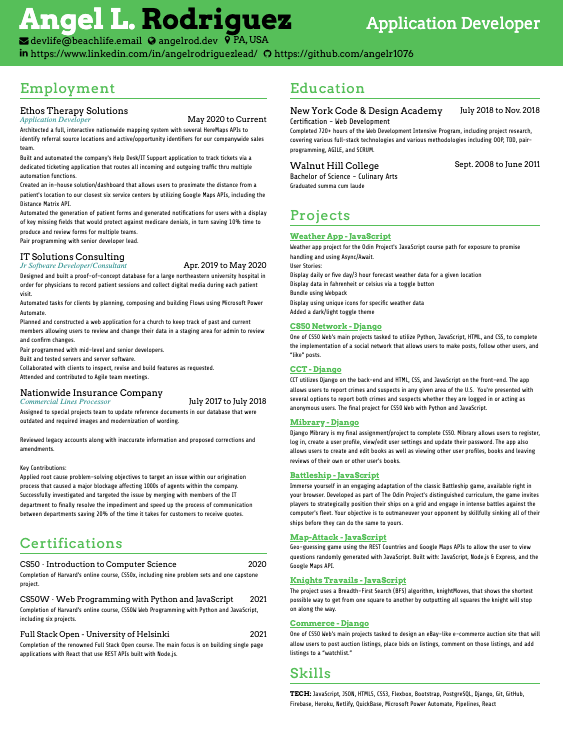 Angel L. Rodriguez
Application Developer
devlife@beachlife.email angelrod.dev PA, USA
https://www.linkedin.com/in/angelrodriguezlead/ https://github.com/angelr1076
Employment
Ethos Therapy Solutions
Application Developer May 2020 to Current
Architected a full, interactive nationwide mapping system with several HereMaps APIs to
identify referral source locations and active/opportunity identifiers for our companywide sales
team.
Built and automated the company's Help Desk/IT Support application to track tickets via a
dedicated ticketing application that routes all incoming and outgoing traffic thru multiple
automation functions.
Created an in-house solution/dashboard that allows users to proximate the distance from a
patient's location to our closest six service centers by utilizing Google Maps APIs, including the
Distance Matrix API.
Automated the generation of patient forms and generated notifications for users with a display
of key missing fields that would protect against medicare denials, in turn saving 10% time to
produce and review forms for multiple teams.
Pair programming with senior developer lead.
IT Solutions Consulting
Jr Software Developer/Consultant Apr. 2019 to May 2020
Designed and built a proof-of-concept database for a large northeastern university hospital in
order for physicians to record patient sessions and collect digital media during each patient
visit.
Automated tasks for clients by planning, composing and building Flows using Microsoft Power
Automate.
Planned and constructed a web application for a church to keep track of past and current
members allowing users to review and change their data in a staging area for admin to review
and confirm changes.
Pair programmed with mid-level and senior developers.
Built and tested servers and server software.
Collaborated with clients to inspect, revise and build features as requested.
Attended and contributed to Agile team meetings.
Nationwide Insurance Company
Commercial Lines Processor July 2017 to July 2018
Assigned to special projects team to update reference documents in our database that were
outdated and required images and modernization of wording.
Reviewed legacy accounts along with inaccurate information and proposed corrections and
amendments.
Key Contributions:
Applied root cause problem-solving objectives to target an issue within our origination
process that caused a major blockage affecting 1000s of agents within the company.
Successfully investigated and targeted the issue by merging with members of the IT
department to finally resolve the impediment and speed up the process of communication
between departments saving 20% of the time it takes for customers to receive quotes.
Certifications
CS50 - Introduction to Computer Science 2020
Completion of Harvard's online course, CS50x, including nine problem sets and one capstone
project.
CS50W - Web Programming with Python and JavaScript 2021
Completion of Harvard's online course, CS50W Web Programming with Python and JavaScript,
including six projects.
Full Stack Open - University of Helsinki 2021
Completion of the renowned Full Stack Open course. The main focus is on building single page
applications with React that use REST APIs built with Node.js.
Education
New York Code & Design Academy July 2018 to Nov. 2018
Certification - Web Development
Completed 720+ hours of the Web Development Intensive Program, including project research,
covering various full-stack technologies and various methodologies including OOP, TDD, pair-
programming, AGILE, and SCRUM.
Walnut Hill College Sept. 2008 to June 2011
Bachelor of Science - Culinary Arts
Graduated summa cum laude
Projects
Weather App - JavaScript
Weather app project for the Odin Project's JavaScript course path for exposure to promise
handling and using Async/Await.
User Stories:
Display daily or five day/3 hour forecast weather data for a given location
Display data in fahrenheit or celsius via a toggle button
Bundle using Webpack
Display using unique icons for specific weather data
Added a dark/light toggle theme
CS50 Network - Django
One of CS50 Web's main projects tasked to utilize Python, JavaScript, HTML, and CSS, to complete
the implementation of a social network that allows users to make posts, follow other users, and
"like" posts.
CCT - Django
CCT utilizes Django on the back-end and HTML, CSS, and JavaScript on the front-end. The app
allows users to report crimes and suspects in any given area of the U.S. You're presented with
several options to report both crimes and suspects whether they are logged in or acting as
anonymous users. The final project for CS50 Web with Python and JavaScript.
Mibrary - Django
Django Mibrary is my final assignment/project to complete CS50. Mibrary allows users to register,
log in, create a user profile, view/edit user settings and update their password. The app also
allows users to create and edit books as well as viewing other user profiles, books and leaving
reviews of their own or other user's books.
Battleship - JavaScript
Immerse yourself in an engaging adaptation of the classic Battleship game, available right in
your browser. Developed as part of The Odin Project's distinguished curriculum, the game invites
players to strategically position their ships on a grid and engage in intense battles against the
computer's fleet. Your objective is to outmaneuver your opponent by skillfully sinking all of their
ships before they can do the same to yours.
Map-Attack - JavaScript
Geo-guessing game using the REST Countries and Google Maps APIs to allow the user to view
questions randomly generated with JavaScript. Built with: JavaScript, Node.js & Express, and the
Google Maps API.
Knights Travails - JavaScript
The project uses a Breadth-First Search (BFS) algorithm, knightMoves, that shows the shortest
possible way to get from one square to another by outputting all squares the knight will stop
on along the way.
Commerce - Django
One of CS50 Web's main projects tasked to design an eBay-like e-commerce auction site that will
allow users to post auction listings, place bids on listings, comment on those listings, and add
listings to a "watchlist."
Skills
TECH: JavaScript, JSON, HTML5, CSS3, Flexbox, Bootstrap, PostgreSQL, Django, Git, GitHub,
Firebase, Heroku, Netlify, QuickBase, Microsoft Power Automate, Pipelines, React